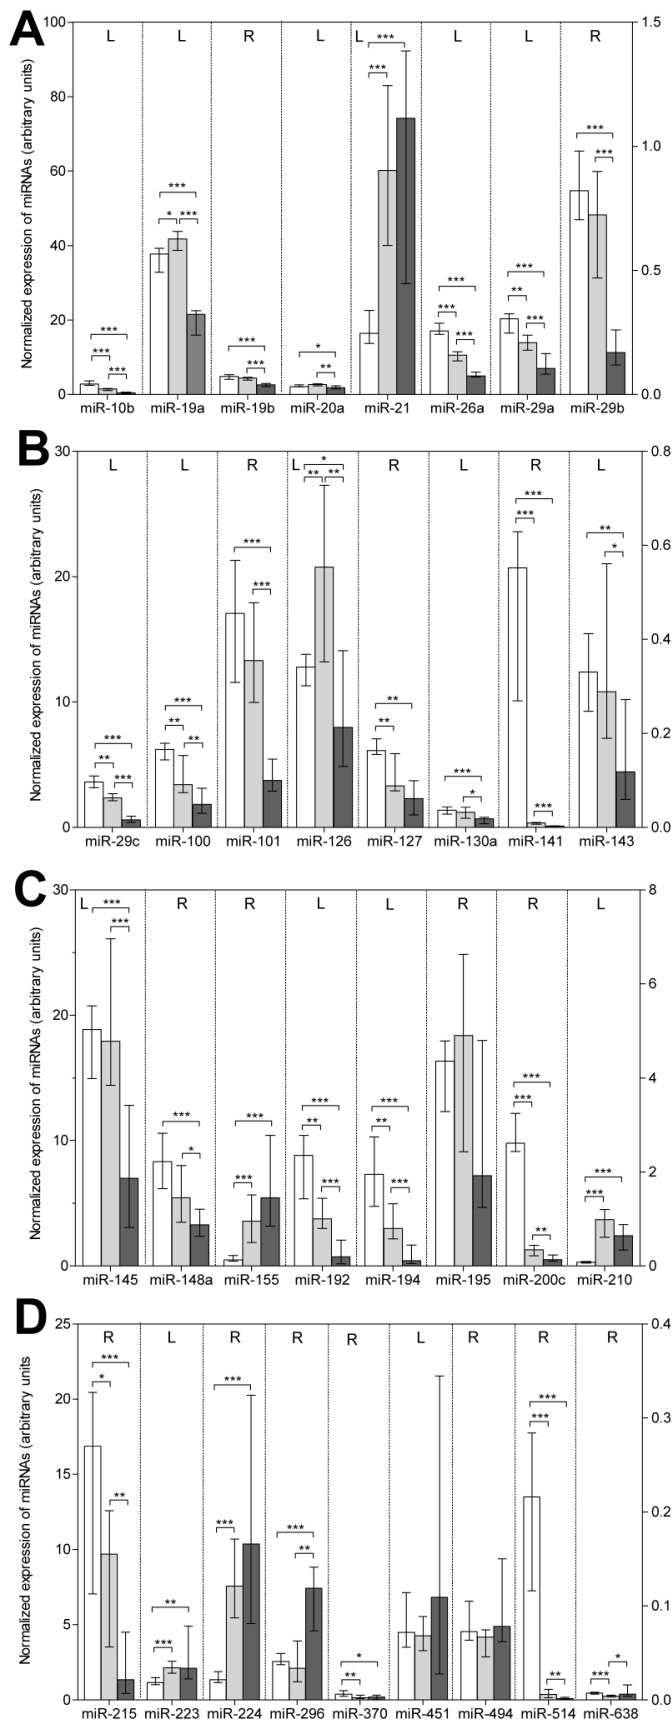 A
L L R L L L L R
Normalized expression of miRNAs (arbitrary units)
100
80
60
40
20
0
1.5
1.0
0.5
0.0
*** *** ***
*** * ***
*** ***
* **
*** ***
*** *** ***
*** ** ***
*** ***
miR-10b miR-19a miR-19b miR-20a miR-21 miR-26a miR-29a miR-29b
B
L L R L R L R L
Normalized expression of miRNAs (arbitrary units)
30
20
10
0
0.8
0.6
0.4
0.2
0.0
*** ** ***
*** ** **
*** ***
* ** **
** **
*** *
*** *** ***
** *
miR-29c miR-100 miR-101 miR-126 miR-127 miR-130a miR-141 miR-143
C
L R R L L R R L
Normalized expression of miRNAs (arbitrary units)
30
20
10
0
8
6
4
2
0
*** ***
*** *
*** ***
*** ** ***
*** ** ***
*** *** **
*** ***
miR-145 miR-148a miR-155 miR-192 miR-194 miR-195 miR-200c miR-210
D
R L R R R L R R R
Normalized expression of miRNAs (arbitrary units)
25
20
15
10
5
0
0.4
0.3
0.2
0.1
0.0
*** * **
** ***
*** ***
*** **
* **
*** *** **
* ***
miR-215 miR-223 miR-224 miR-296 miR-370 miR-451 miR-494 miR-514 miR-638